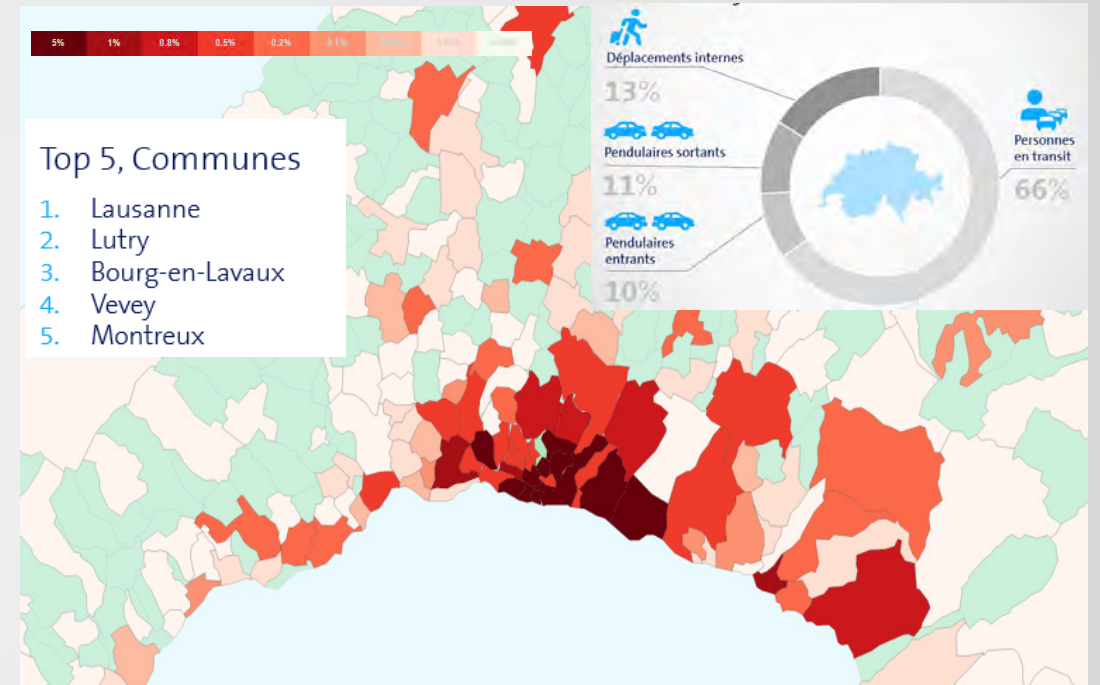 5% 1% 0.8% 0.5% 0.2% 0.1%
Top 5, Communes
1. Lausanne
2. Lutry
3. Bourg-en-Lavaux
4. Vevey
5. Montreux
Déplacements internes
13%
Pendulaires sortants
11%
Pendulaires
entrants
10%
Personnes
en transit
66%